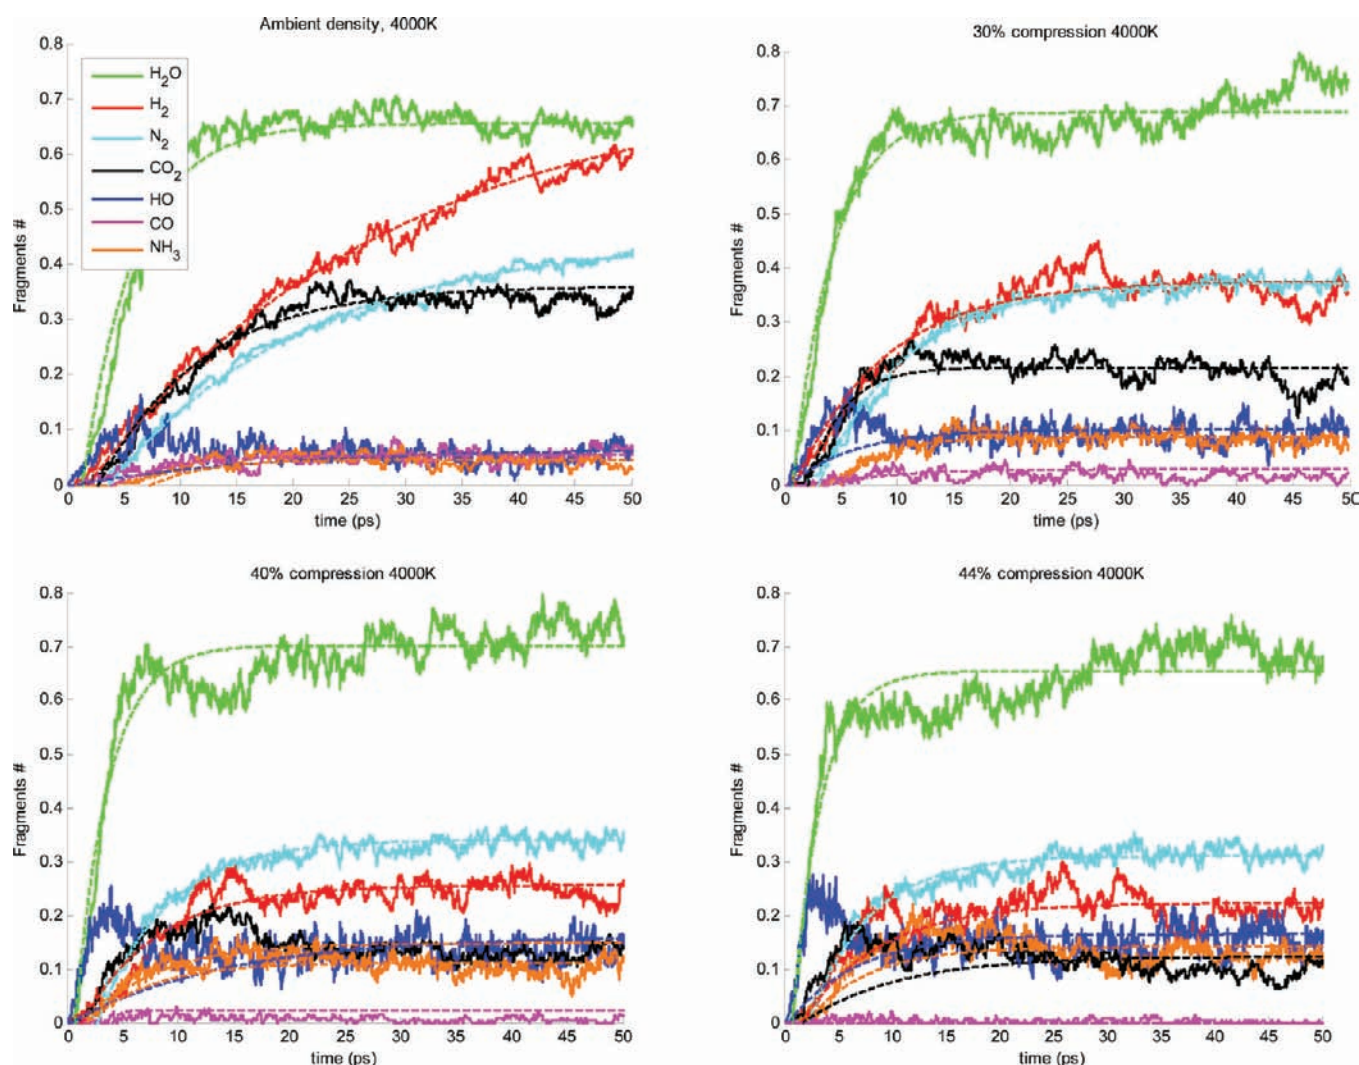 Ambient density, 4000K
0.8
0.7
0.6
0.5
0.4
0.3
0.2
0.1
0
Fragments #
H₂O
H₂
N₂
CO₂
HO
CO
NH₃
0 5 10 15 20 25 30 35 40 45 50
time (ps)
30% compression 4000K
0.8
0.7
0.6
0.5
0.4
0.3
0.2
0.1
0
Fragments #
0 5 10 15 20 25 30 35 40 45 50
time (ps)
40% compression 4000K
0.8
0.7
0.6
0.5
0.4
0.3
0.2
0.1
0
Fragments #
0 5 10 15 20 25 30 35 40 45 50
time (ps)
44% compression 4000K
0.8
0.7
0.6
0.5
0.4
0.3
0.2
0.1
0
Fragments #
0 5 10 15 20 25 30 35 40 45 50
time (ps)